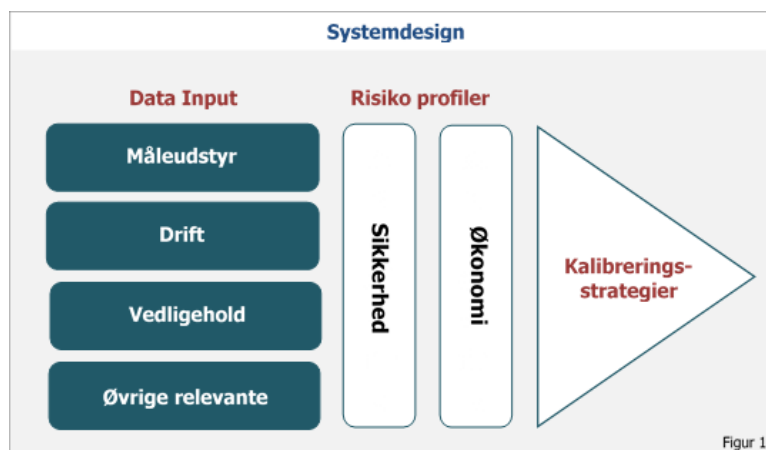 Systemdesign
Data Input
Risiko profiler
Måleudstyr
Drift
Vedligehold
Øvrige relevante
Sikkerhed
Økonomi
Kalibrerings-
strategier
Figur 1